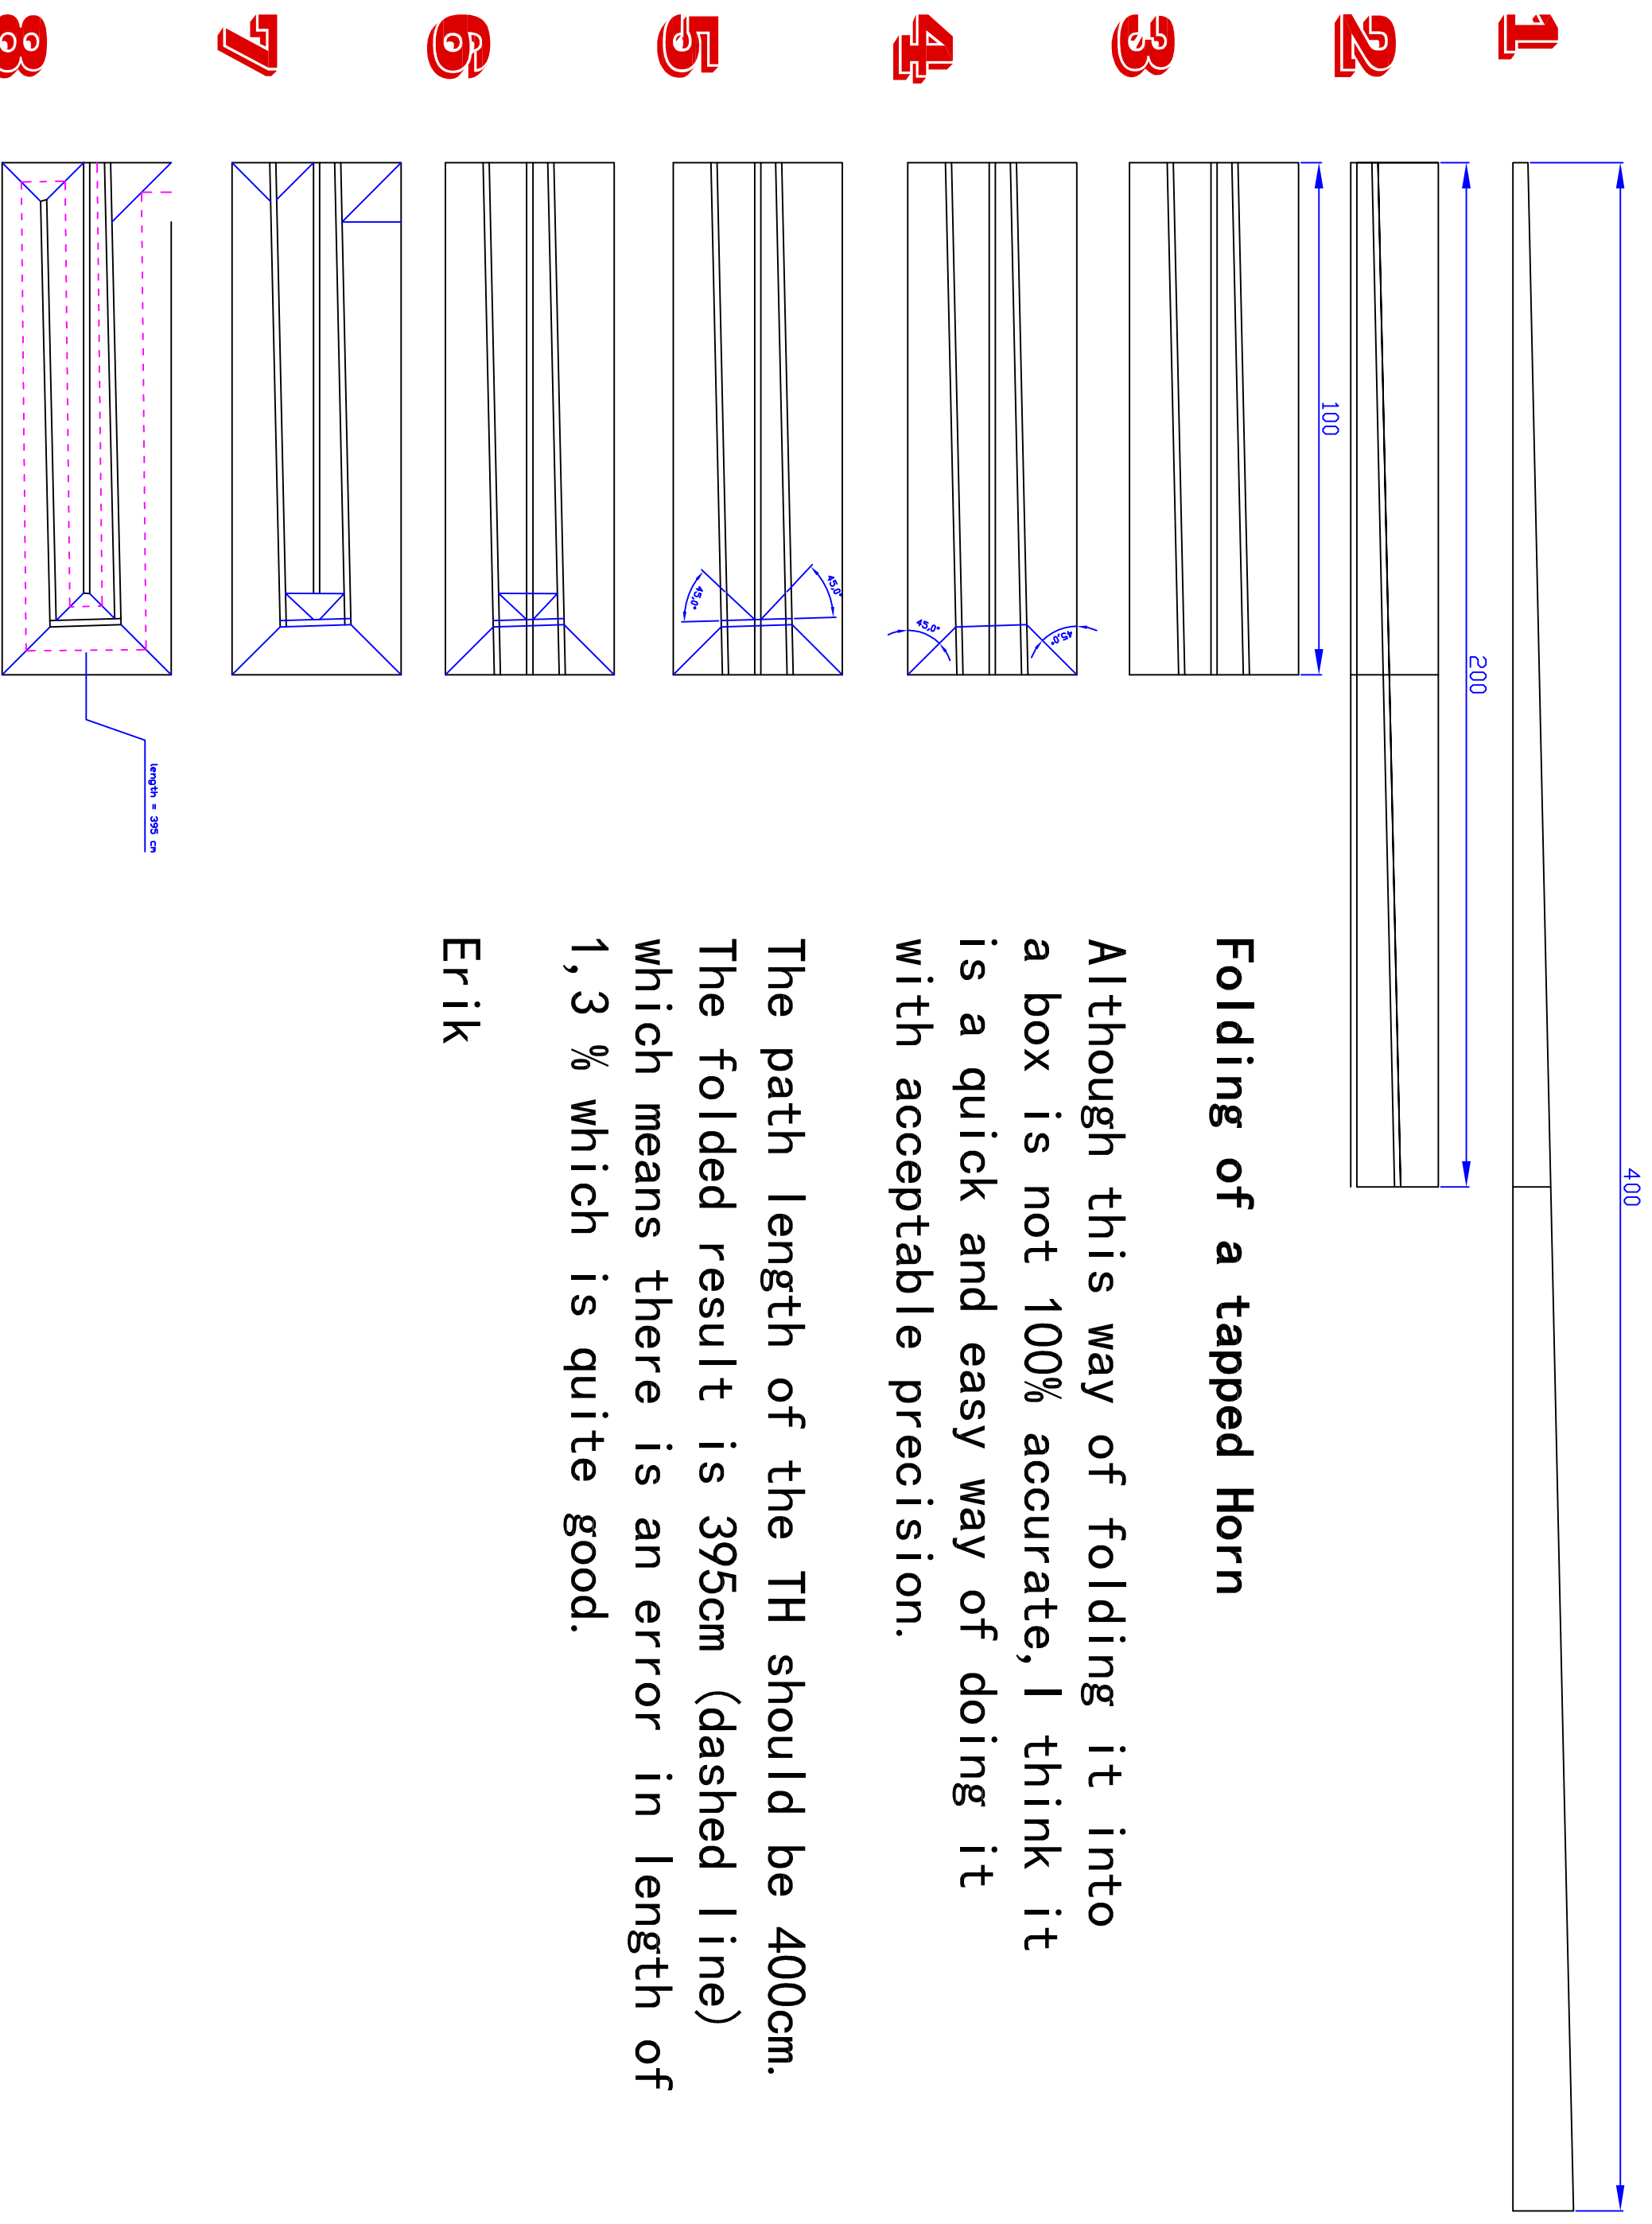 1
400
2
200
3
100
4
45,0°
45,0°
5
45,0°
45,0°
6
7
8
length = 395 cm
Folding of a tapped Horn
Although this way of folding it into
a box is not 100% accurate, I think it
is a quick and easy way of doing it
with acceptable precision.
The path length of the TH should be 400cm.
The folded result is 395cm (dashed line)
which means there is an error in length of
1,3 % which is quite good.
Erik